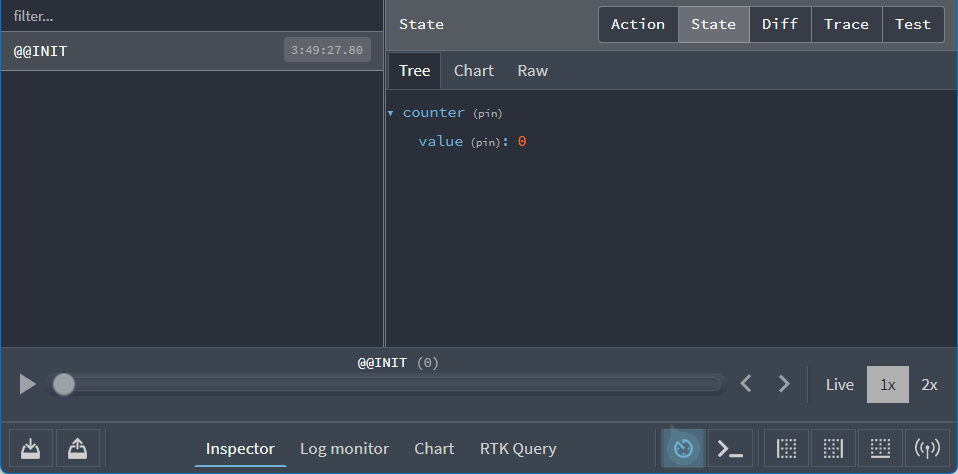 filter...
State
Action State Diff Trace Test
@@INIT 3:49:27.80
Tree Chart Raw
counter (pin)
value (pin): 0
@@INIT (0)
Live 1x 2x
Inspector Log monitor Chart RTK Query